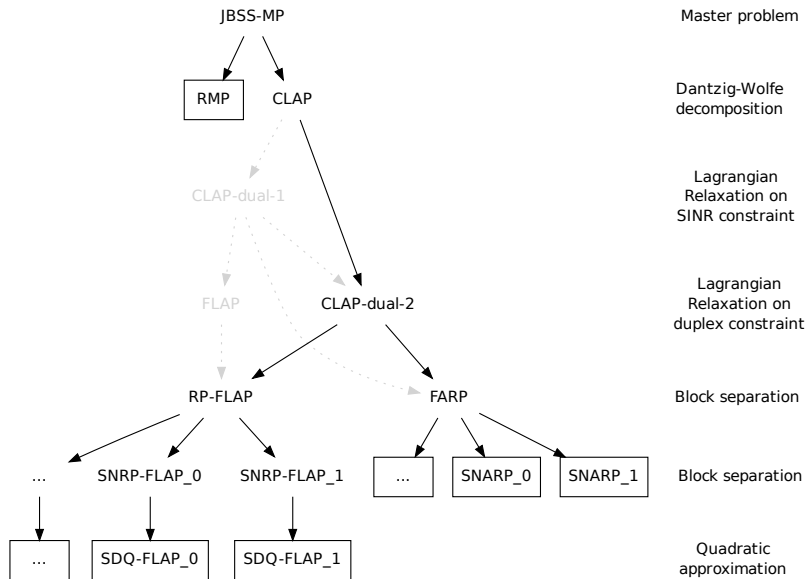 JBSS-MP
Master problem
RMP
CLAP
Dantzig-Wolfe
decomposition
CLAP-dual-1
Lagrangian
Relaxation on
SINR constraint
FLAP
CLAP-dual-2
Lagrangian
Relaxation on
duplex constraint
RP-FLAP
FARP
Block separation
...
SNRP-FLAP_0
SNRP-FLAP_1
...
SNARP_0
SNARP_1
Block separation
...
SDQ-FLAP_0
SDQ-FLAP_1
Quadratic
approximation